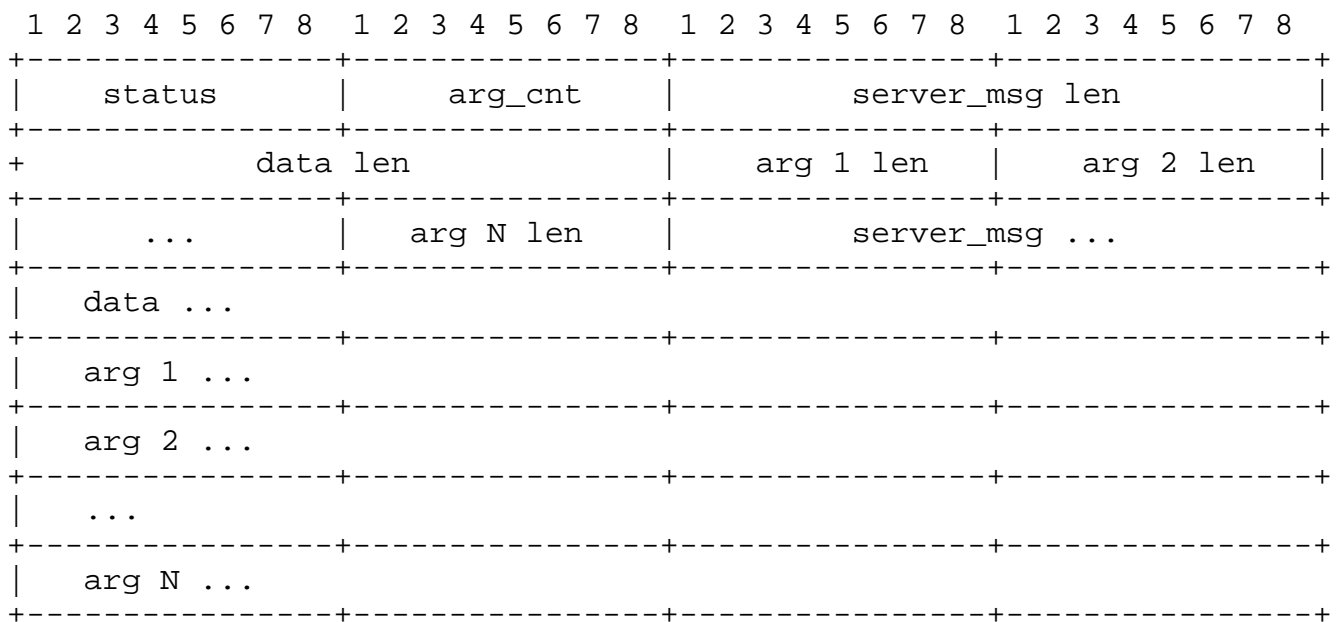 1 2 3 4 5 6 7 8  1 2 3 4 5 6 7 8  1 2 3 4 5 6 7 8  1 2 3 4 5 6 7 8
+----------------+----------------+----------------+----------------+
|    status      |     arg_cnt    |         server_msg len          |
+----------------+----------------+----------------+----------------+
+            data len             |    arg 1 len   |    arg 2 len   |
+----------------+----------------+----------------+----------------+
|      ...       |   arg N len    |         server_msg ...
+----------------+----------------+----------------+----------------+
|   data ...
+----------------+----------------+----------------+----------------+
|   arg 1 ...
+----------------+----------------+----------------+----------------+
|   arg 2 ...
+----------------+----------------+----------------+----------------+
|   ...
+----------------+----------------+----------------+----------------+
|   arg N ...
+----------------+----------------+----------------+----------------+